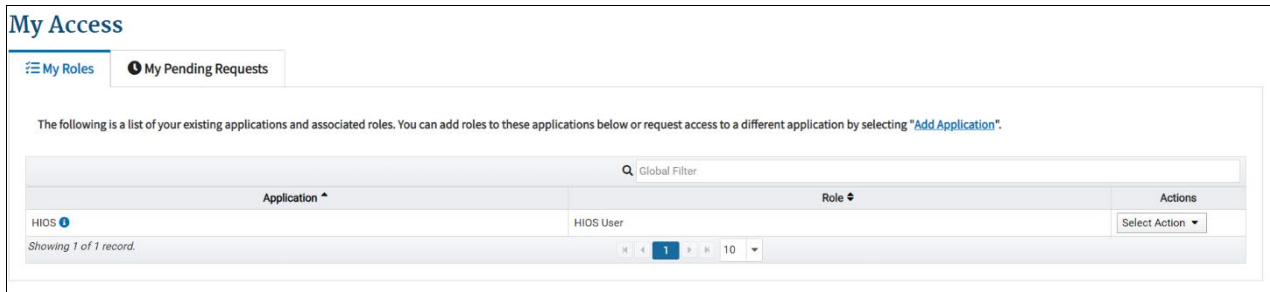 My Access
My Roles My Pending Requests
The following is a list of your existing applications and associated roles. You can add roles to these applications below or request access to a different application by selecting "Add Application".
Global Filter
Application Role Actions
HIOS HIOS User Select Action
Showing 1 of 1 record. 1 10